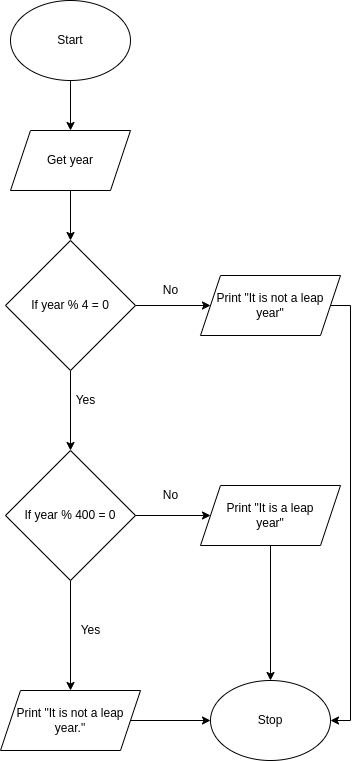 Start
Get year
If year % 4 = 0
No
Print "It is not a leap
year"
Yes
If year % 400 = 0
No
Print "It is a leap
year"
Yes
Print "It is not a leap
year."
Stop